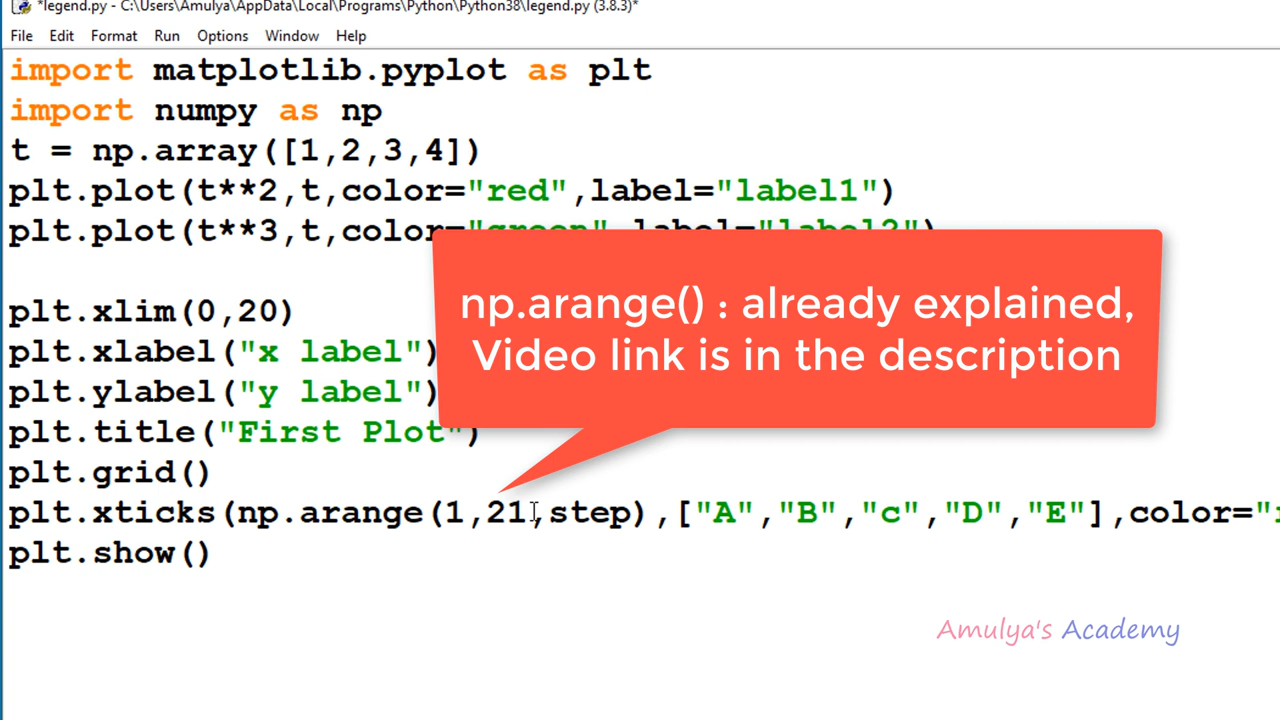 *legend.py - C:\Users\Amulya\AppData\Local\Programs\Python\Python38\legend.py (3.8.3)*
File Edit Format Run Options Window Help
import matplotlib.pyplot as plt
import numpy as np
t = np.array([1,2,3,4])
plt.plot(t**2,t,color="red",label="label1")
plt.plot(t**3,t,color="green",label="label2")
np.arange() : already explained,
Video link is in the description
plt.xlim(0,20)
plt.xlabel("x label")
plt.ylabel("y label")
plt.title("First Plot")
plt.grid()
plt.xticks(np.arange(1,21,step),["A","B","c","D","E"],color="
plt.show()
Amulya's Academy